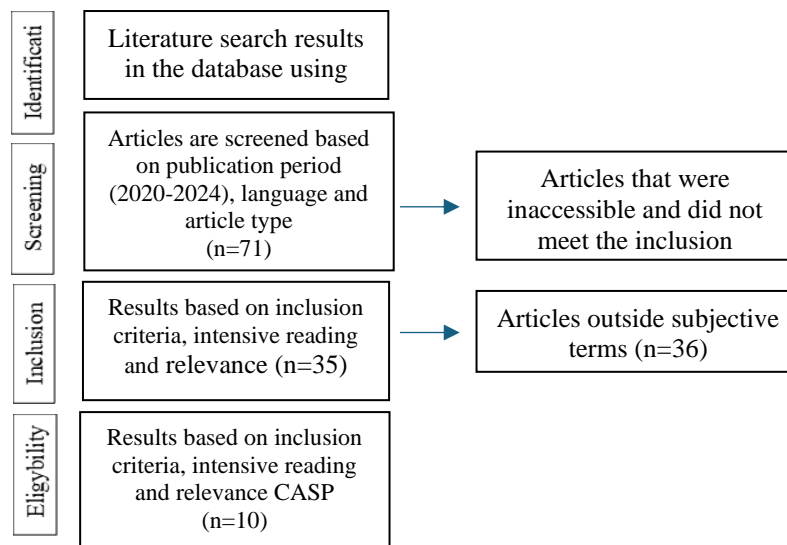 Identificati
Literature search results
in the database using
Screening
Articles are screened based
on publication period
(2020-2024), language and
article type
(n=71)
Articles that were
inaccessible and did not
meet the inclusion
Inclusion
Results based on inclusion
criteria, intensive reading
and relevance (n=35)
Articles outside subjective
terms (n=36)
Eligybility
Results based on inclusion
criteria, intensive reading
and relevance CASP
(n=10)